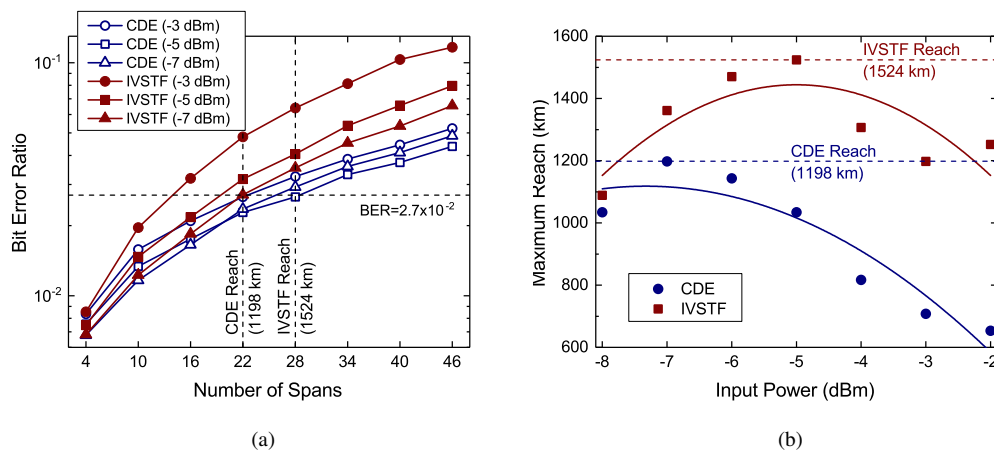 CDE (-3 dBm)
CDE (-5 dBm)
CDE (-7 dBm)
IVSTF (-3 dBm)
IVSTF (-5 dBm)
IVSTF (-7 dBm)
10^-1
10^-2
Bit Error Ratio
BER=2.7x10^-2
CDE Reach
(1198 km)
IVSTF Reach
(1524 km)
4 10 16 22 28 34 40 46
Number of Spans
(a)
1600
1400
1200
1000
800
600
Maximum Reach (km)
IVSTF Reach
(1524 km)
CDE Reach
(1198 km)
CDE
IVSTF
-8 -7 -6 -5 -4 -3 -2
Input Power (dBm)
(b)